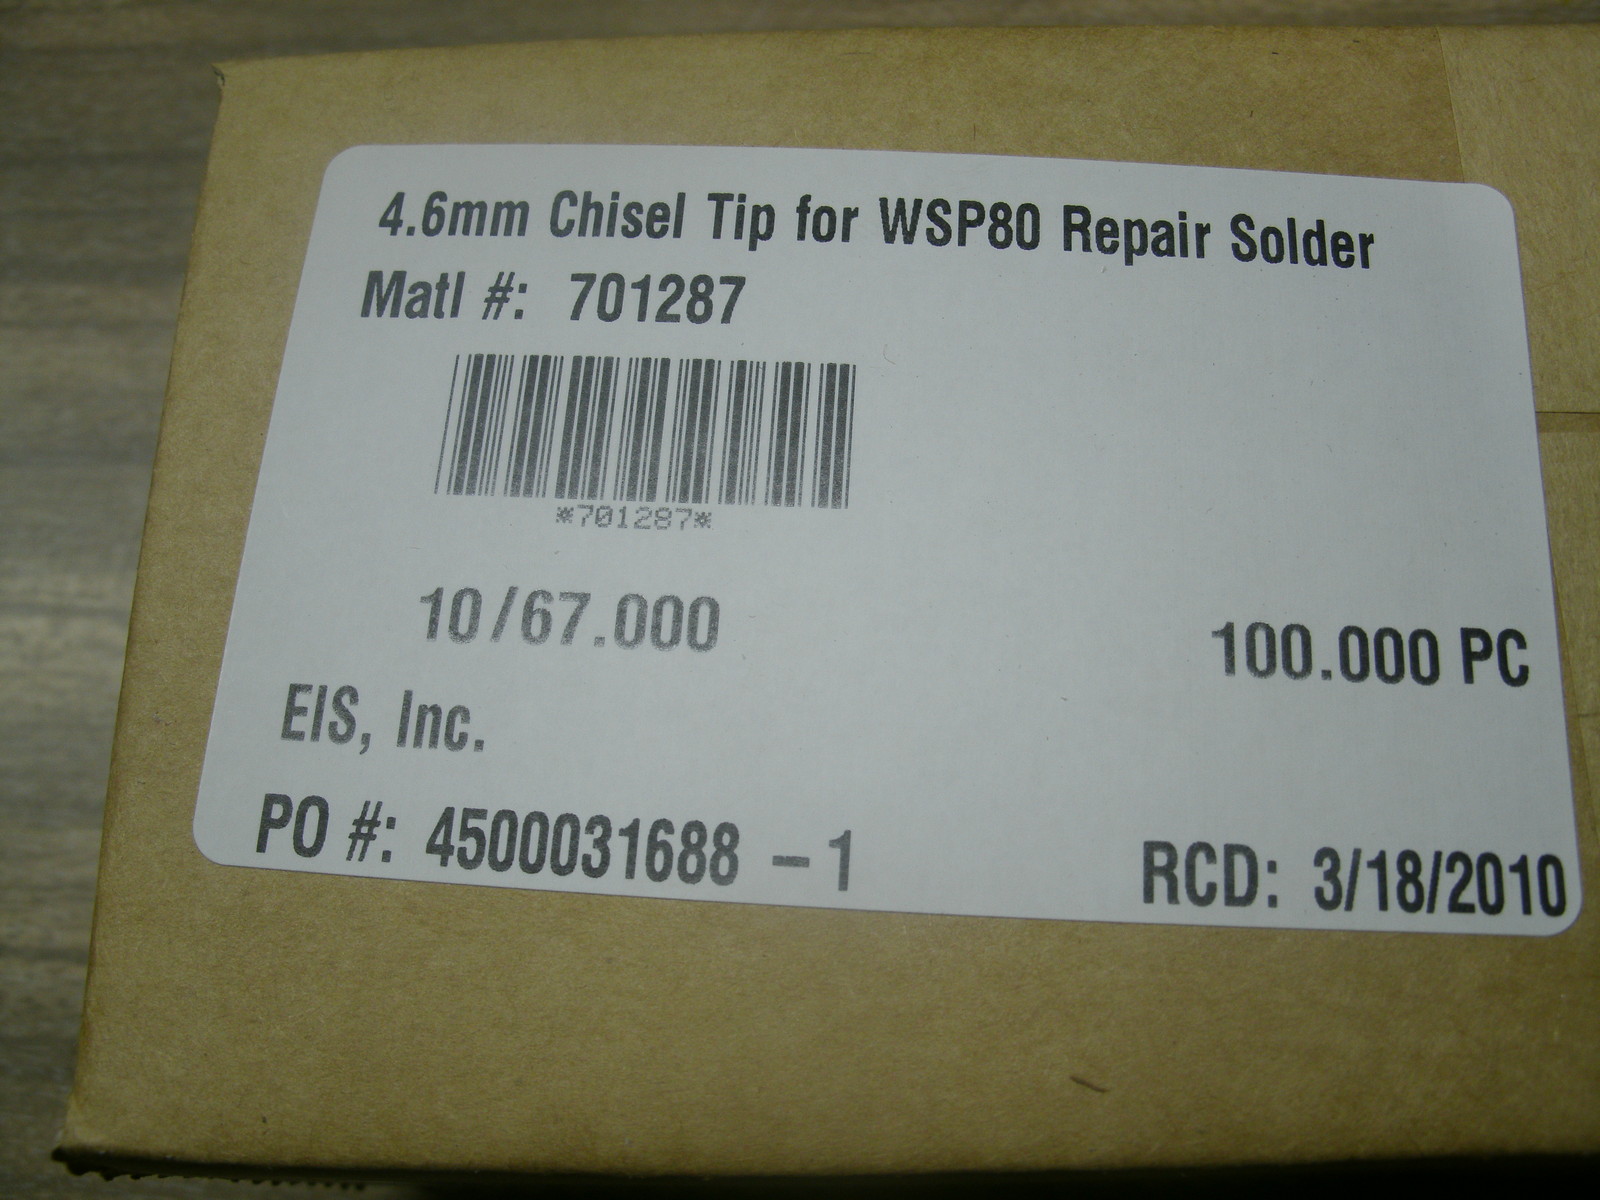 4.6mm Chisel Tip for WSP80 Repair Solder
Matl #: 701287
*701287*
10/67.000
100.000 PC
EIS, Inc.
PO #: 4500031688 - 1
RCD: 3/18/2010